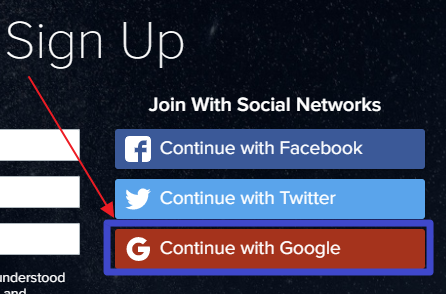 Sign Up
Join With Social Networks
Continue with Facebook
Continue with Twitter
Continue with Google
understood
and